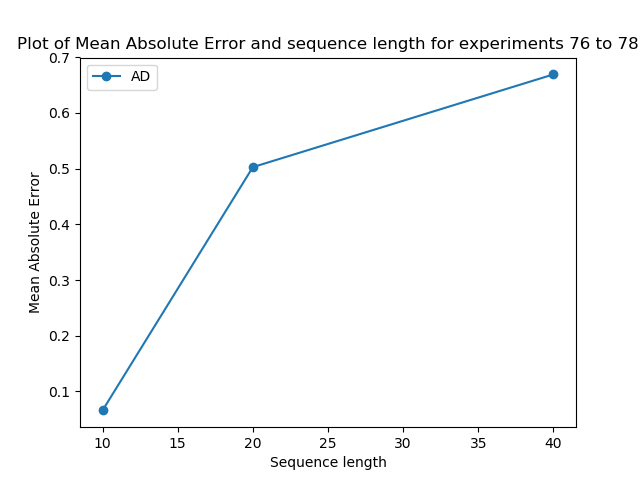 Plot of Mean Absolute Error and sequence length for experiments 76 to 78
0.7
AD
0.6
0.5
0.4
0.3
0.2
0.1
Mean Absolute Error
10 15 20 25 30 35 40
Sequence length